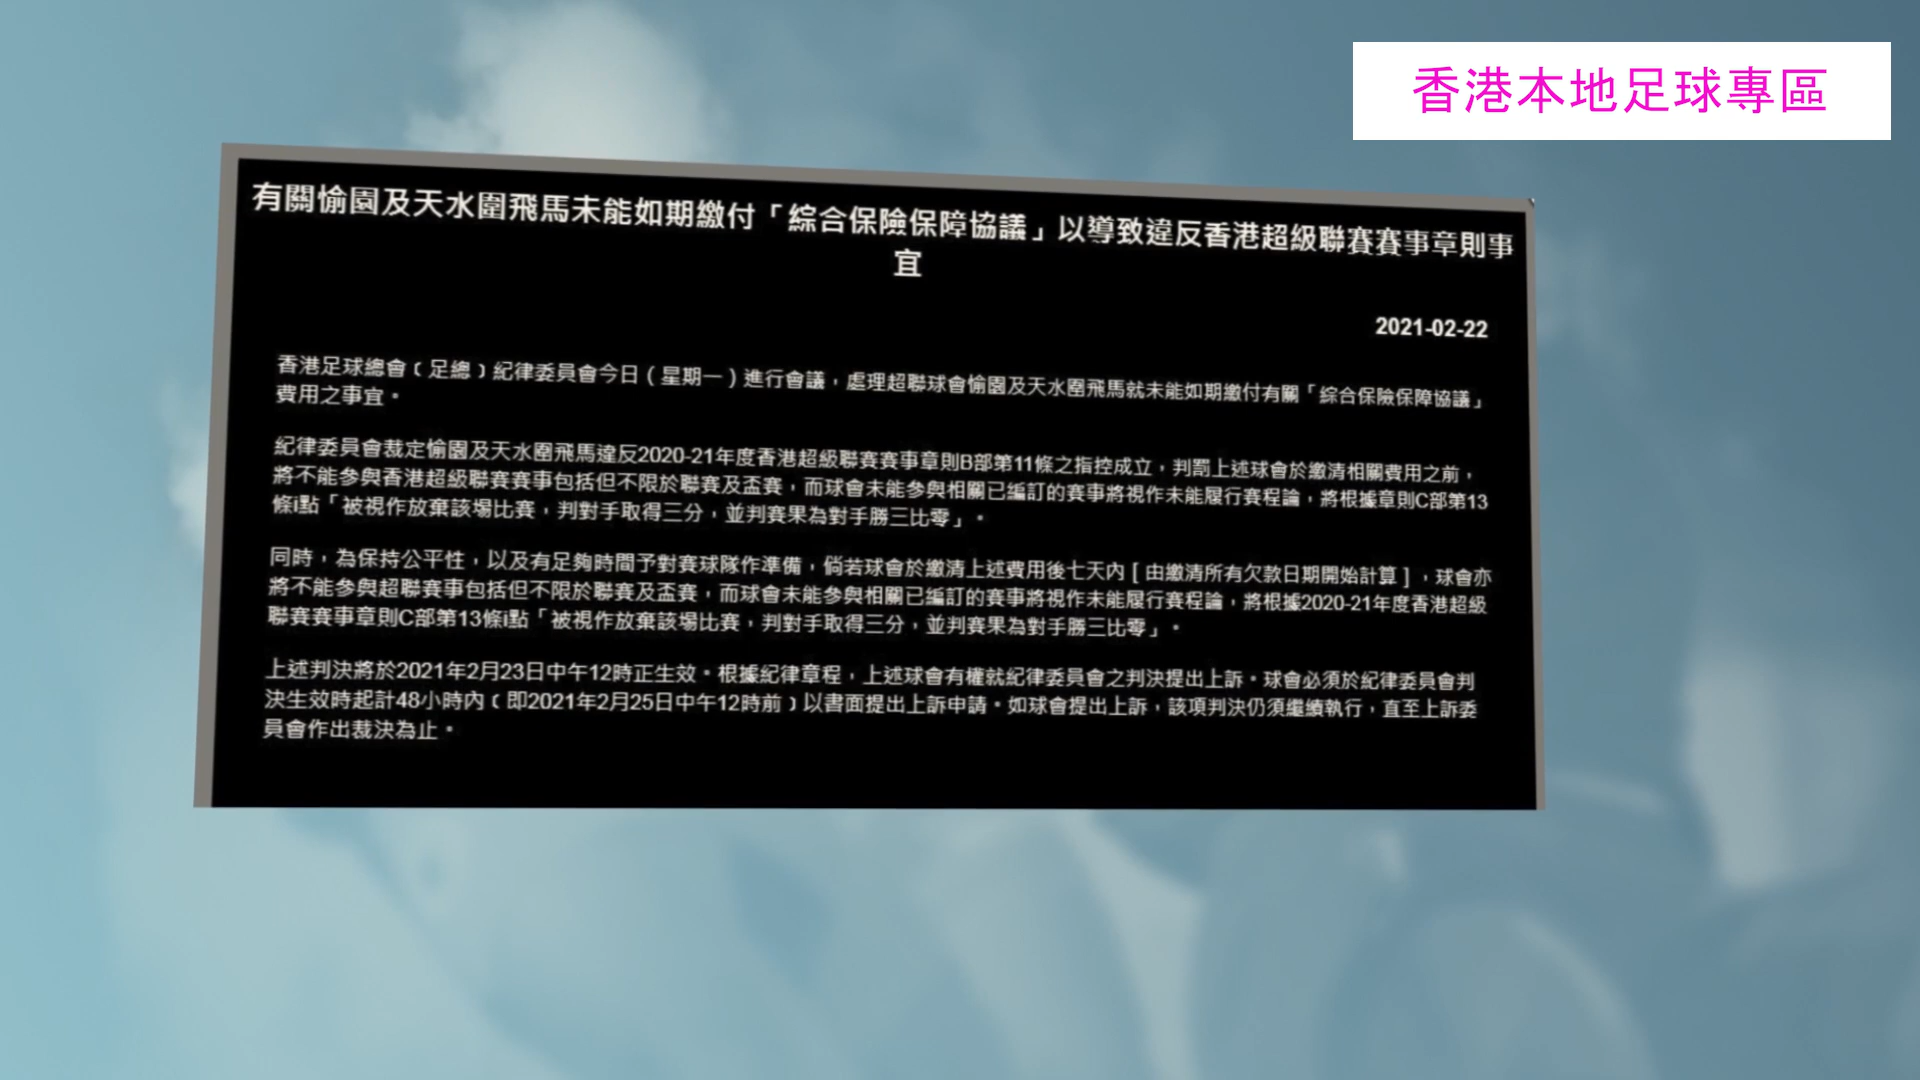 香港本地足球專區
有關愉園及天水圍飛馬未能如期繳付「綜合保險保障協議」以導致違反香港超級聯賽賽事章則事
宜
2021-02-22
香港足球總會﹝足總﹞紀律委員會今日（星期一）進行會議，處理超聯球會愉園及天水圍飛馬就未能如期繳付有關「綜合保險保障協議」
費用之事宜。
紀律委員會裁定愉園及天水圍飛馬違反2020-21年度香港超級聯賽賽事章則B部第11條之指控成立，判罰上述球會於繳清相關費用之前，
將不能參與香港超級聯賽賽事包括但不限於聯賽及盃賽，而球會未能參與相關已編訂的賽事將視作未能履行賽程論，將根據章則C部第13
條i點「被視作放棄該場比賽，判對手取得三分，並判賽果為對手勝三比零」。
同時，為保持公平性，以及有足夠時間予對賽球隊作準備，倘若球會於繳清上述費用後七天內 [ 由繳清所有欠款日期開始計算 ] ，球會亦
將不能參與超聯賽事包括但不限於聯賽及盃賽，而球會未能參與相關已編訂的賽事將視作未能履行賽程論，將根據2020-21年度香港超級
聯賽賽事章則C部第13條i點「被視作放棄該場比賽，判對手取得三分，並判賽果為對手勝三比零」。
上述判決將於2021年2月23日中午12時正生效。根據紀律章程，上述球會有權就紀律委員會之判決提出上訴。球會必須於紀律委員會判
決生效時起計48小時內﹝即2021年2月25日中午12時前﹞以書面提出上訴申請。如球會提出上訴，該項判決仍須繼續執行，直至上訴委
員會作出裁決為止。